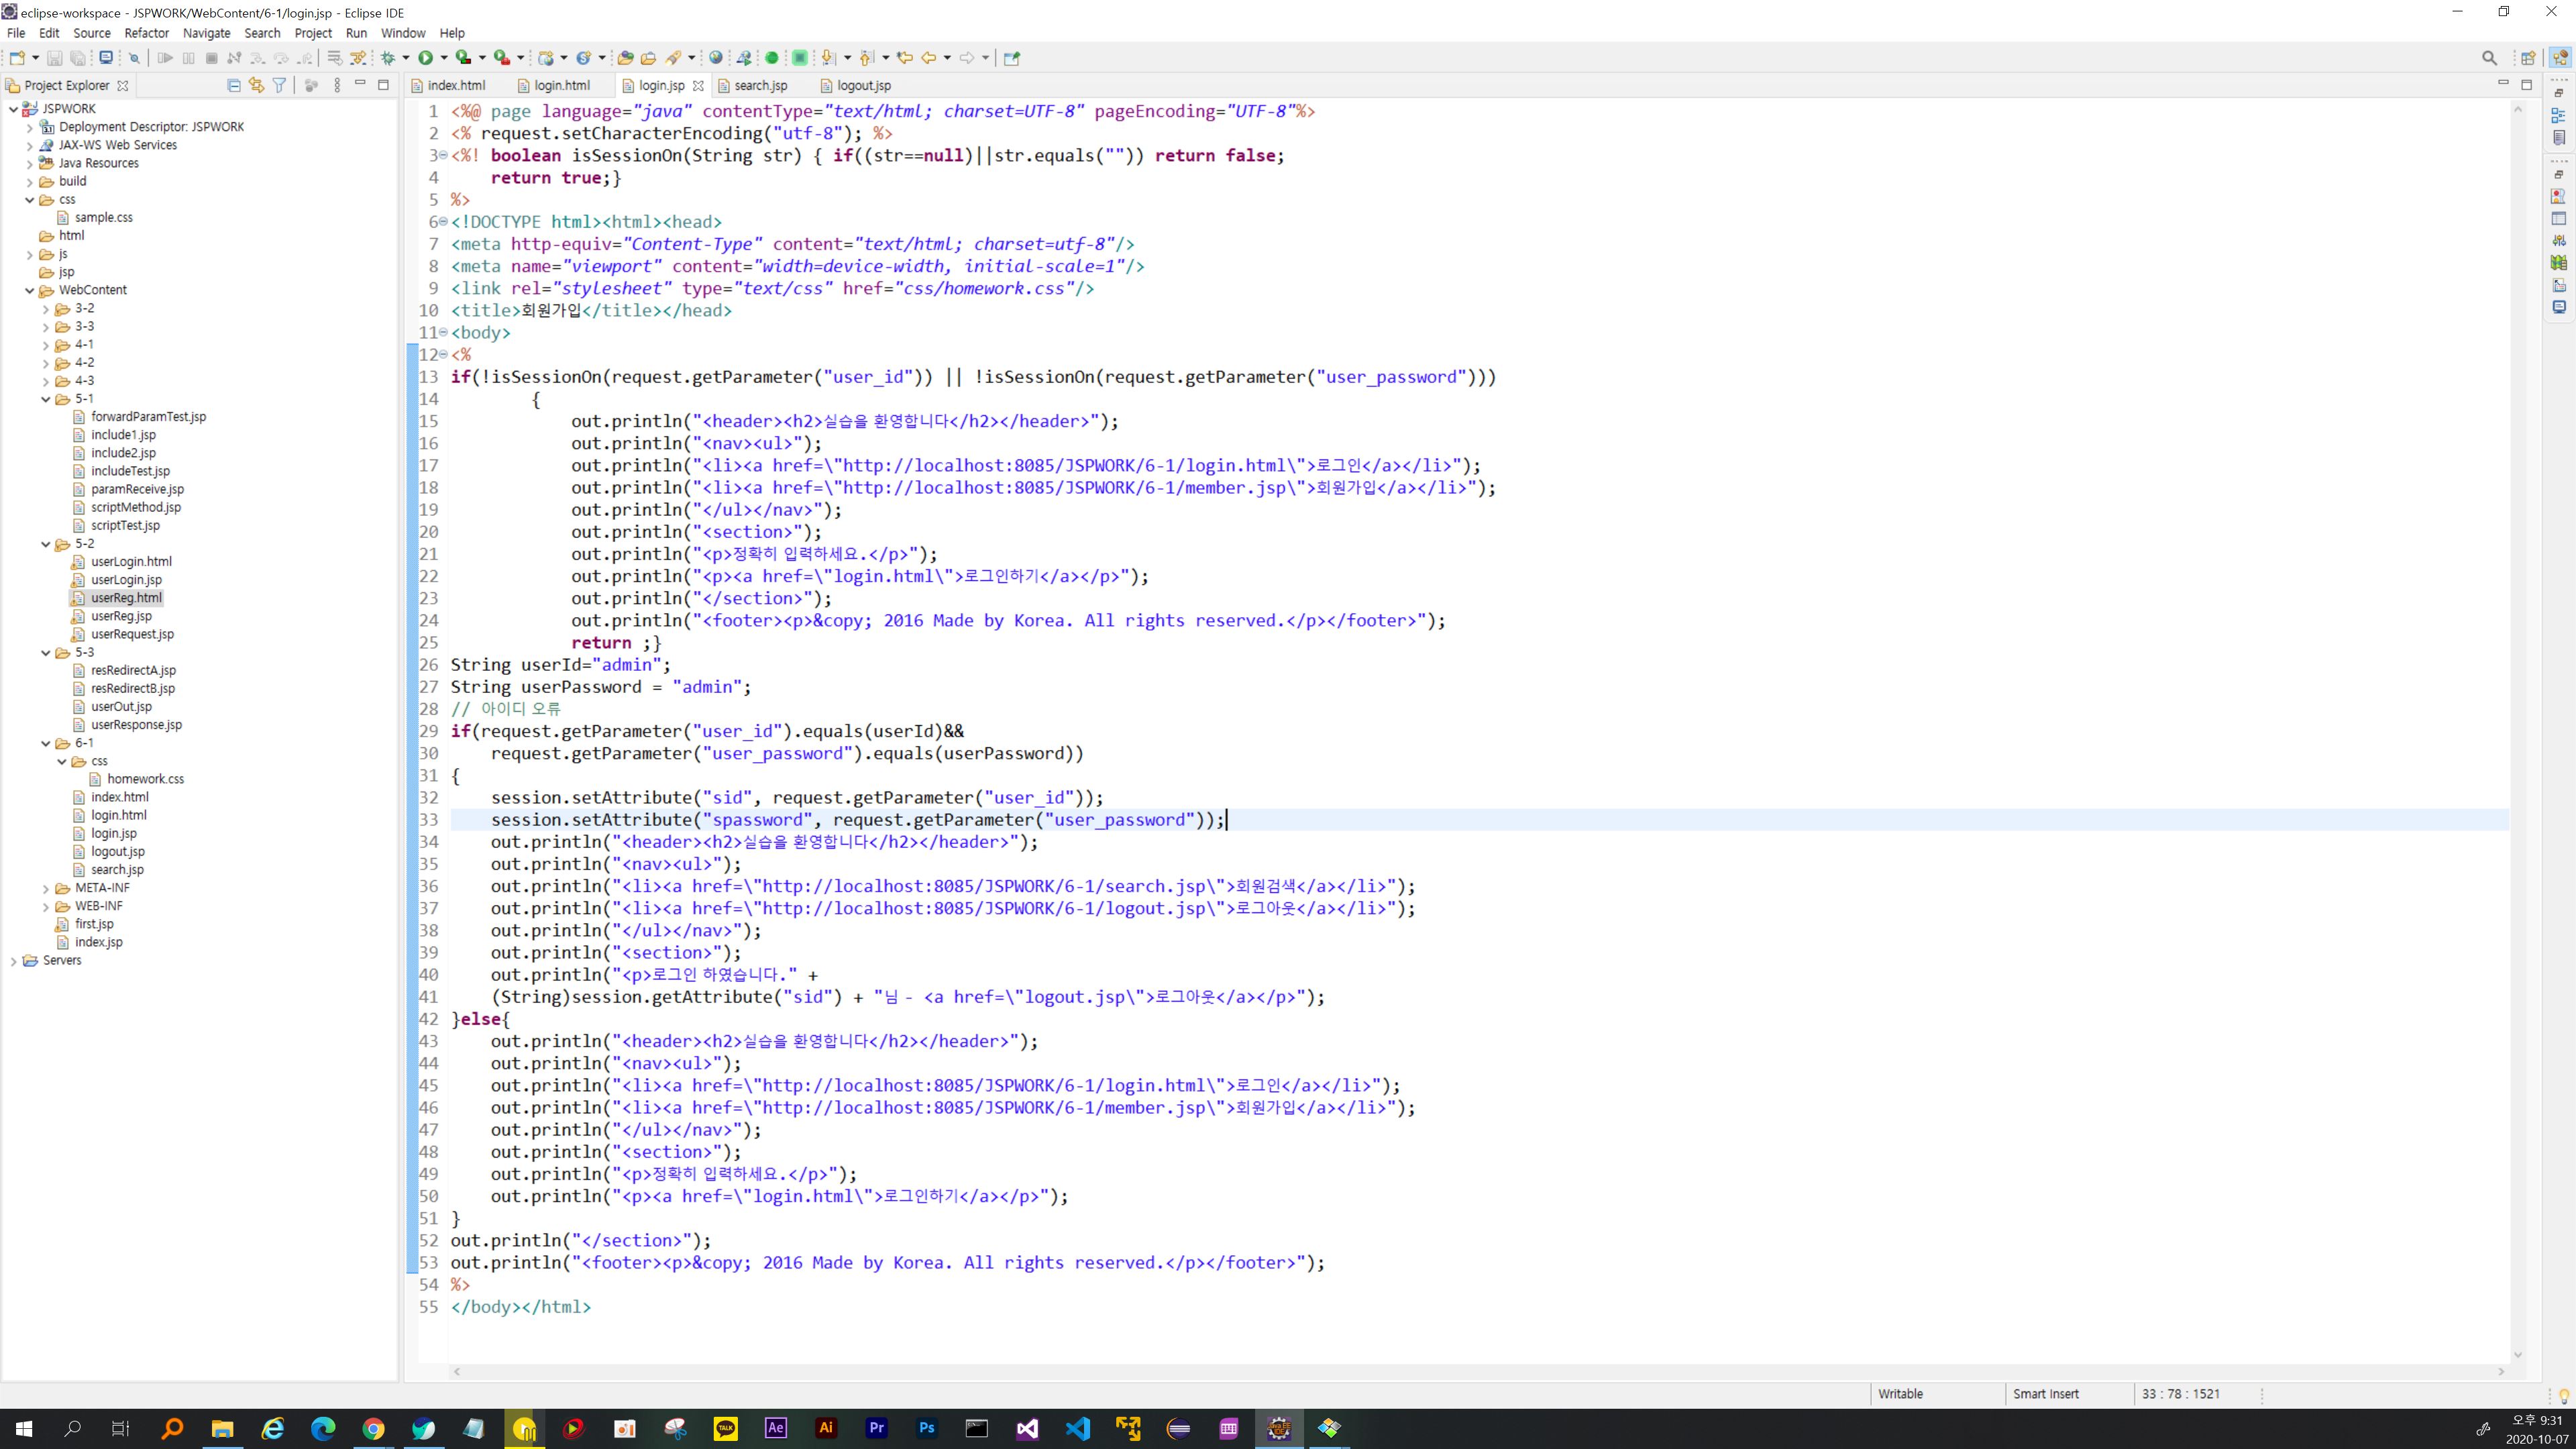 eclipse-workspace - JSPWORK/WebContent/6-1/login.jsp - Eclipse IDE
File Edit Source Refactor Navigate Search Project Run Window Help
Project Explorer
index.html login.html login.jsp search.jsp logout.jsp
JSPWORK
Deployment Descriptor: JSPWORK
JAX-WS Web Services
Java Resources
build
css
sample.css
html
js
jsp
WebContent
3-2
3-3
4-1
4-2
4-3
5-1
forwardParamTest.jsp
include1.jsp
include2.jsp
includeTest.jsp
paramReceive.jsp
scriptMethod.jsp
scriptTest.jsp
5-2
userLogin.html
userLogin.jsp
userReg.html
userReg.jsp
userRequest.jsp
5-3
resRedirectA.jsp
resRedirectB.jsp
userOut.jsp
userResponse.jsp
6-1
css
homework.css
index.html
login.html
login.jsp
logout.jsp
search.jsp
META-INF
WEB-INF
first.jsp
index.jsp
Servers
1 <%@ page language="java" contentType="text/html; charset=UTF-8" pageEncoding="UTF-8"%>
2 <% request.setCharacterEncoding("utf-8"); %>
3 <%! boolean isSessionOn(String str) { if((str==null)||str.equals("")) return false;
4 return true;}
5 %>
6 <!DOCTYPE html><html><head>
7 <meta http-equiv="Content-Type" content="text/html; charset=utf-8"/>
8 <meta name="viewport" content="width=device-width, initial-scale=1"/>
9 <link rel="stylesheet" type="text/css" href="css/homework.css"/>
10 <title>회원가입</title></head>
11 <body>
12 <%
13 if(!isSessionOn(request.getParameter("user_id")) || !isSessionOn(request.getParameter("user_password")))
14 {
15 out.println("<header><h2>실습을 환영합니다</h2></header>");
16 out.println("<nav><ul>");
17 out.println("<li><a href=\"http://localhost:8085/JSPWORK/6-1/login.html\">로그인</a></li>");
18 out.println("<li><a href=\"http://localhost:8085/JSPWORK/6-1/member.jsp\">회원가입</a></li>");
19 out.println("</ul></nav>");
20 out.println("<section>");
21 out.println("<p>정확히 입력하세요.</p>");
22 out.println("<p><a href=\"login.html\">로그인하기</a></p>");
23 out.println("</section>");
24 out.println("<footer><p>&copy; 2016 Made by Korea. All rights reserved.</p></footer>");
25 return ;}
26 String userId="admin";
27 String userPassword = "admin";
28 // 아이디 오류
29 if(request.getParameter("user_id").equals(userId)&&
30 request.getParameter("user_password").equals(userPassword))
31 {
32 session.setAttribute("sid", request.getParameter("user_id"));
33 session.setAttribute("spassword", request.getParameter("user_password"));
34 out.println("<header><h2>실습을 환영합니다</h2></header>");
35 out.println("<nav><ul>");
36 out.println("<li><a href=\"http://localhost:8085/JSPWORK/6-1/search.jsp\">회원검색</a></li>");
37 out.println("<li><a href=\"http://localhost:8085/JSPWORK/6-1/logout.jsp\">로그아웃</a></li>");
38 out.println("</ul></nav>");
39 out.println("<section>");
40 out.println("<p>로그인 하였습니다." +
41 (String)session.getAttribute("sid") + "님 - <a href=\"logout.jsp\">로그아웃</a></p>");
42 }else{
43 out.println("<header><h2>실습을 환영합니다</h2></header>");
44 out.println("<nav><ul>");
45 out.println("<li><a href=\"http://localhost:8085/JSPWORK/6-1/login.html\">로그인</a></li>");
46 out.println("<li><a href=\"http://localhost:8085/JSPWORK/6-1/member.jsp\">회원가입</a></li>");
47 out.println("</ul></nav>");
48 out.println("<section>");
49 out.println("<p>정확히 입력하세요.</p>");
50 out.println("<p><a href=\"login.html\">로그인하기</a></p>");
51 }
52 out.println("</section>");
53 out.println("<footer><p>&copy; 2016 Made by Korea. All rights reserved.</p></footer>");
54 %>
55 </body></html>
Writable Smart Insert 33 : 78 : 1521
TALK Ae Ai Pr Ps
오후 9:31
2020-10-07